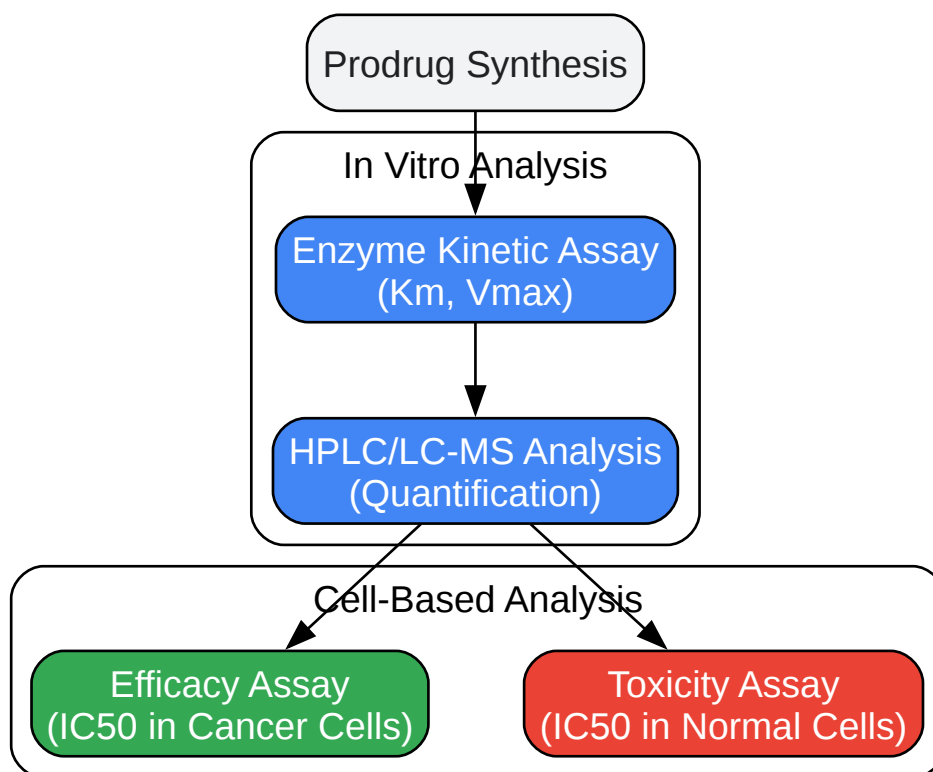 Prodrug Synthesis
In Vitro Analysis
Enzyme Kinetic Assay
(Km, Vmax)
HPLC/LC-MS Analysis
(Quantification)
Cell-Based Analysis
Efficacy Assay
(IC50 in Cancer Cells)
Toxicity Assay
(IC50 in Normal Cells)